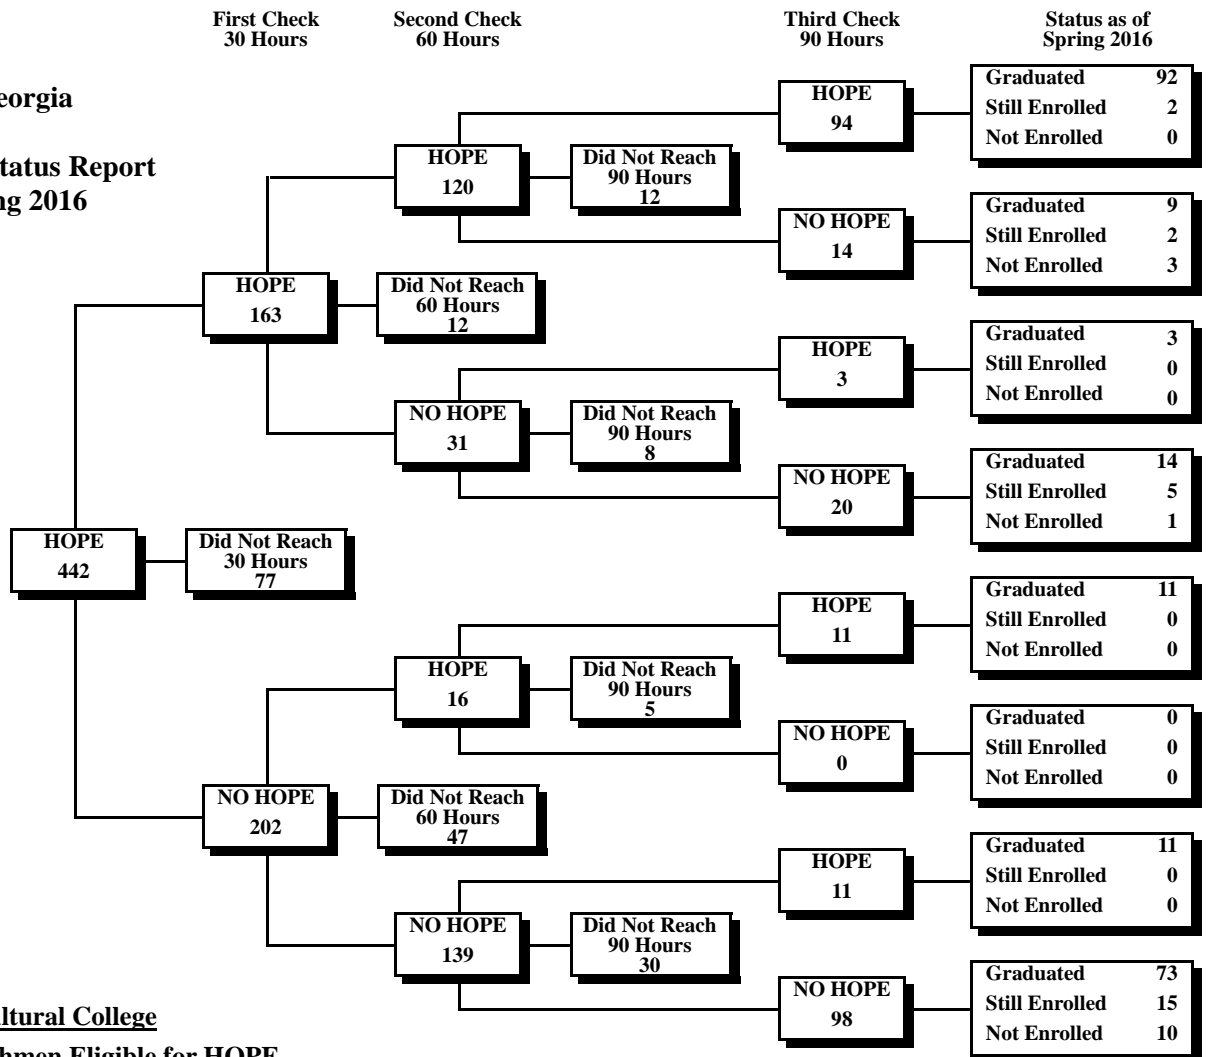 First Check
30 Hours
Second Check
60 Hours
Third Check
90 Hours
Status as of
Spring 2016
Status Report
2016
HOPE
442
Did Not Reach
30 Hours
77
HOPE
163
Did Not Reach
60 Hours
12
NO HOPE
202
Did Not Reach
60 Hours
47
HOPE
120
Did Not Reach
90 Hours
12
NO HOPE
31
Did Not Reach
90 Hours
8
HOPE
16
Did Not Reach
90 Hours
5
NO HOPE
139
Did Not Reach
90 Hours
30
HOPE
94
Graduated 92
Still Enrolled 2
Not Enrolled 0
NO HOPE
14
Graduated 9
Still Enrolled 2
Not Enrolled 3
HOPE
3
Graduated 3
Still Enrolled 0
Not Enrolled 0
NO HOPE
20
Graduated 14
Still Enrolled 5
Not Enrolled 1
HOPE
11
Graduated 11
Still Enrolled 0
Not Enrolled 0
NO HOPE
0
Graduated 0
Still Enrolled 0
Not Enrolled 0
HOPE
11
Graduated 11
Still Enrolled 0
Not Enrolled 0
NO HOPE
98
Graduated 73
Still Enrolled 15
Not Enrolled 10
College
Eligible for HOPE